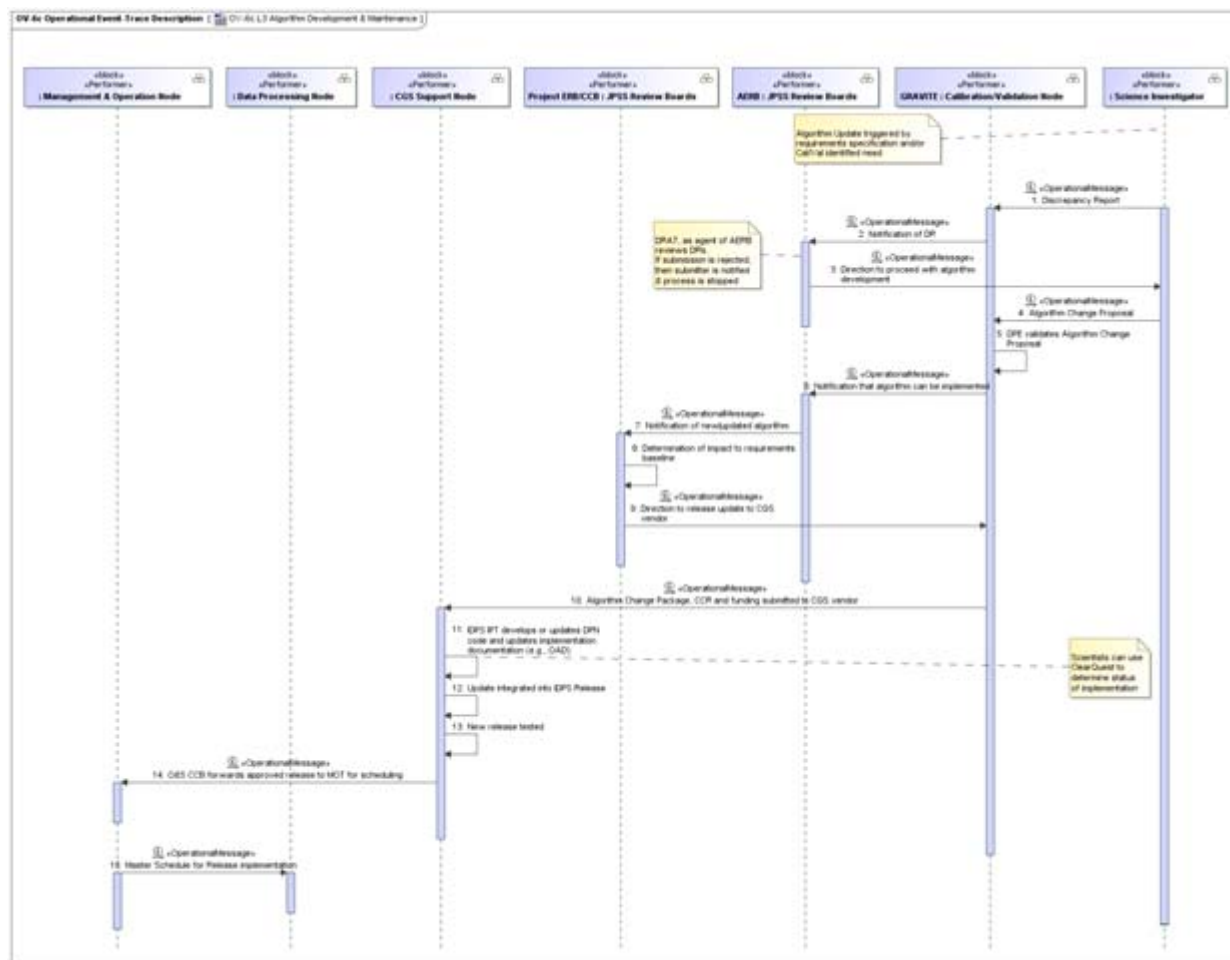 OV-6c Operational Event-Trace Description [ OV-6c L3 Algorithm Development & Maintenance ]
«block»
«Performer»
: Management & Operation Node
«block»
«Performer»
: Data Processing Node
«block»
«Performer»
: CGS Support Node
«block»
«Performer»
Project ERB/CCB : JPSS Review Boards
«block»
«Performer»
AERB : JPSS Review Boards
«block»
«Performer»
GRAVITE : Calibration/Validation Node
«block»
«Performer»
: Science Investigator
Algorithm Update triggered by
requirements specification and/or
Cal/Val identified need
«OperationalMessage»
1: Discrepancy Report
«OperationalMessage»
2: Notification of DR
DPA7, as agent of AERB
reviews DRs.
If submission is rejected,
then submitter is notified
& process is stopped
«OperationalMessage»
3: Direction to proceed with algorithm
development
«OperationalMessage»
4: Algorithm Change Proposal
5: DPE validates Algorithm Change
Proposal
«OperationalMessage»
6: Notification that algorithm can be implemented
«OperationalMessage»
7: Notification of new/updated algorithm
8: Determination of impact to requirements
baseline
«OperationalMessage»
9: Direction to release update to CGS
vendor
«OperationalMessage»
10: Algorithm Change Package, CCR and funding submitted to CGS vendor
11: IDPS IPT develops or updates DPN
code and updates implementation
documentation (e.g., OAD)
Scientists can use
ClearQuest to
determine status
of implementation
12: Update integrated into IDPS Release
13: New release tested
«OperationalMessage»
14: CCB forwards approved release to MOT for scheduling
«OperationalMessage»
15: Master Schedule for Release implementation